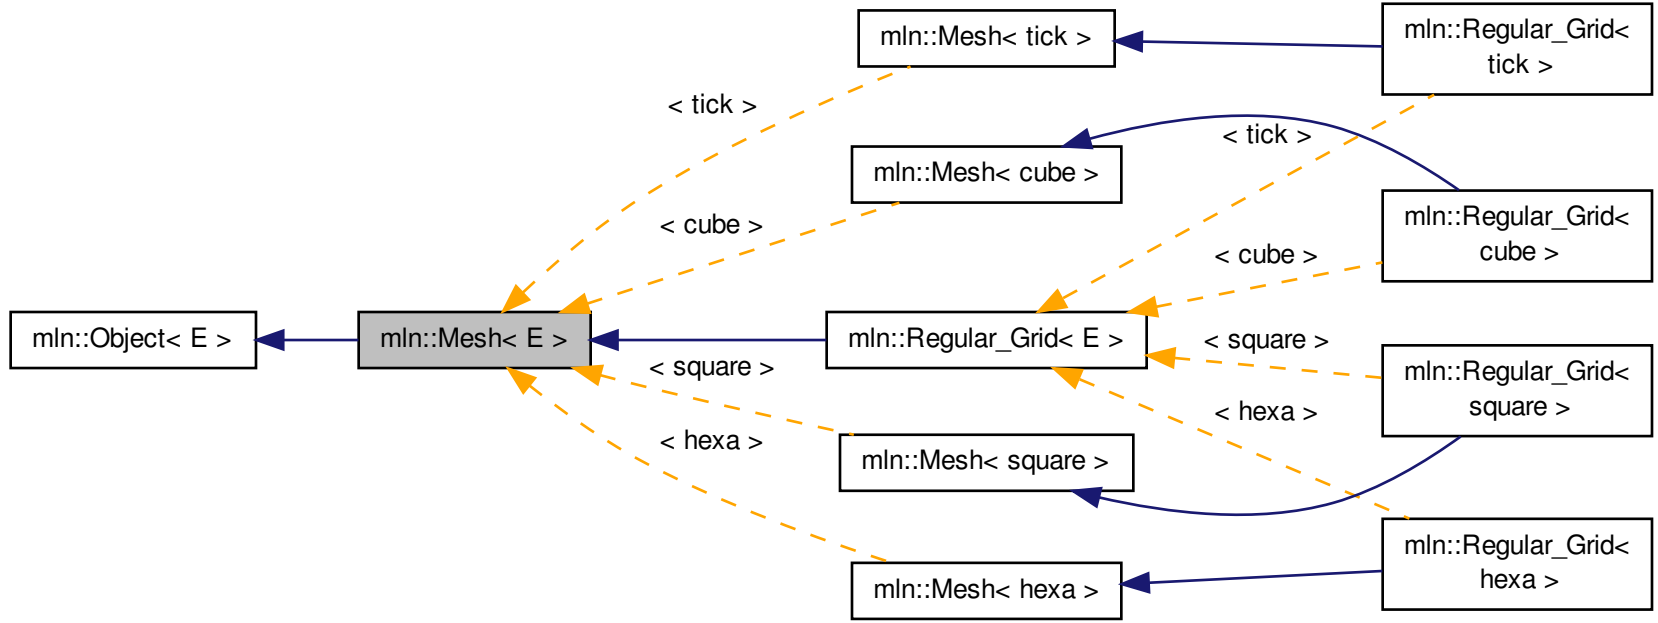 mln::Object< E >
mln::Mesh< E >
< tick >
< cube >
< square >
< hexa >
mln::Mesh< tick >
mln::Mesh< cube >
mln::Regular_Grid< E >
mln::Mesh< square >
mln::Mesh< hexa >
< tick >
< cube >
< square >
< hexa >
mln::Regular_Grid<
tick >
mln::Regular_Grid<
cube >
mln::Regular_Grid<
square >
mln::Regular_Grid<
hexa >